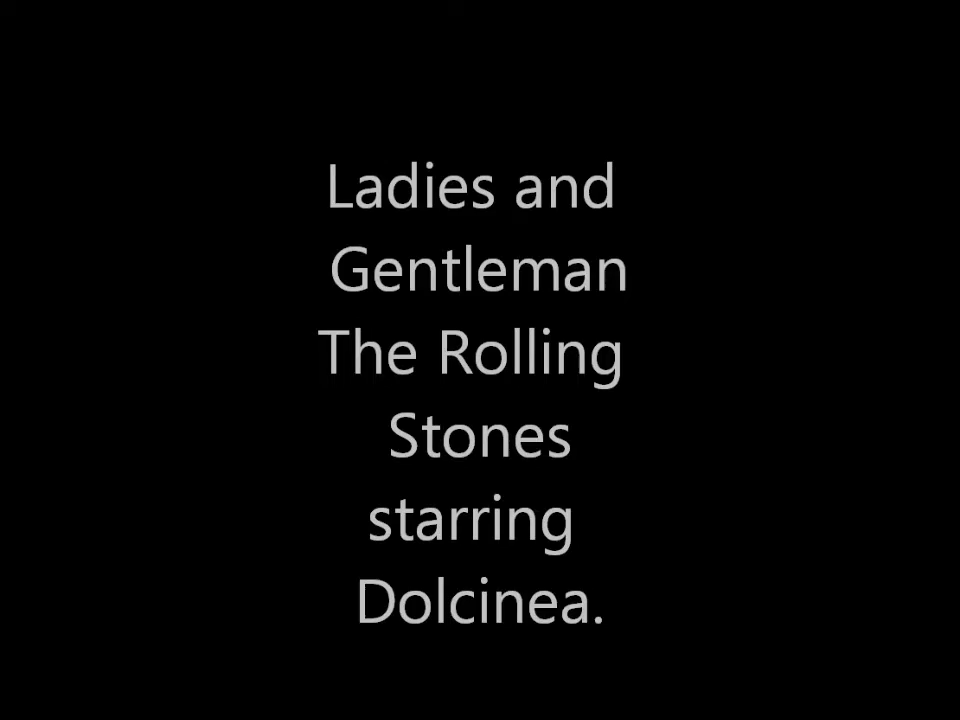 Ladies and
Gentleman
The Rolling
Stones
starring
Dolcinea.